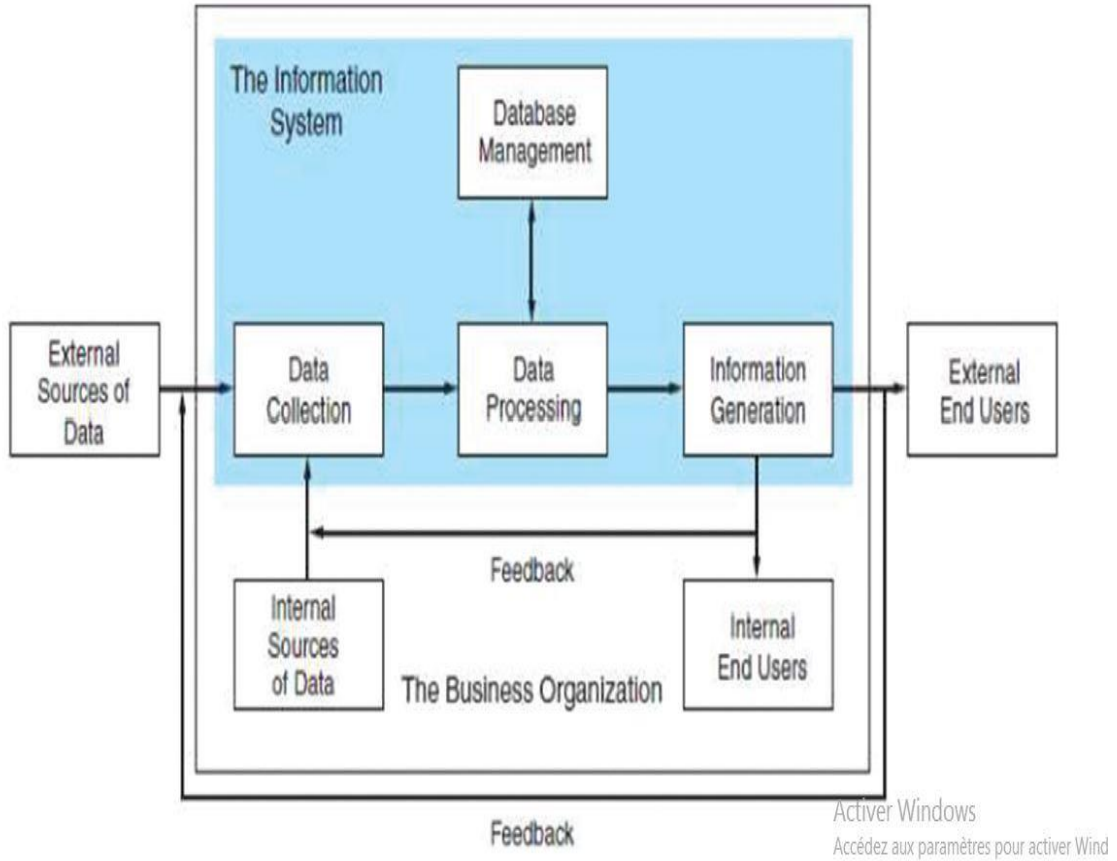 The Information
System
Database
Management
External
Sources of
Data
Data
Collection
Data
Processing
Information
Generation
External
End Users
Feedback
Internal
Sources
of Data
The Business Organization
Internal
End Users
Feedback
Activer Windows
Accédez aux paramètres pour activer Wind